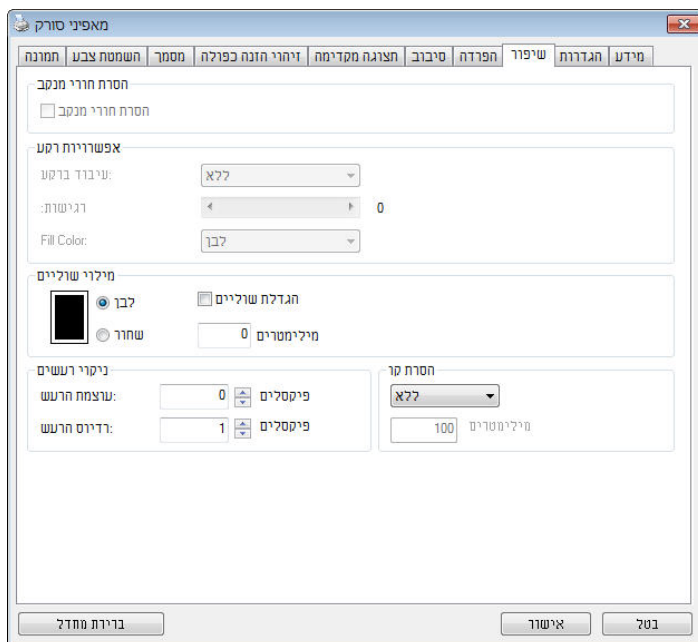 מאפיני סורק
מידע
הגדרות
שיפור
הפרדה
סיבוב
תצוגה מקדימה
זיהוי הזנה כפולה
מסמך
השמטת צבע
תמונה
הסרת חורי מנקב
הסרת חורי מנקב
אפשרויות רקע
:עיבוד ברקע
ללא
רגישות:
0
Fill Color:
לבן
מילוי שוליים
לבן
שחור
הגדלת שוליים
0 מילימטרים
ניקוי רעשים
:עוצמת הרעש
0 פיקסלים
:רדיוס הרעש
1 פיקסלים
הסרת קו
ללא
100 מילימטרים
ברירת מחדל
אישור
בטל